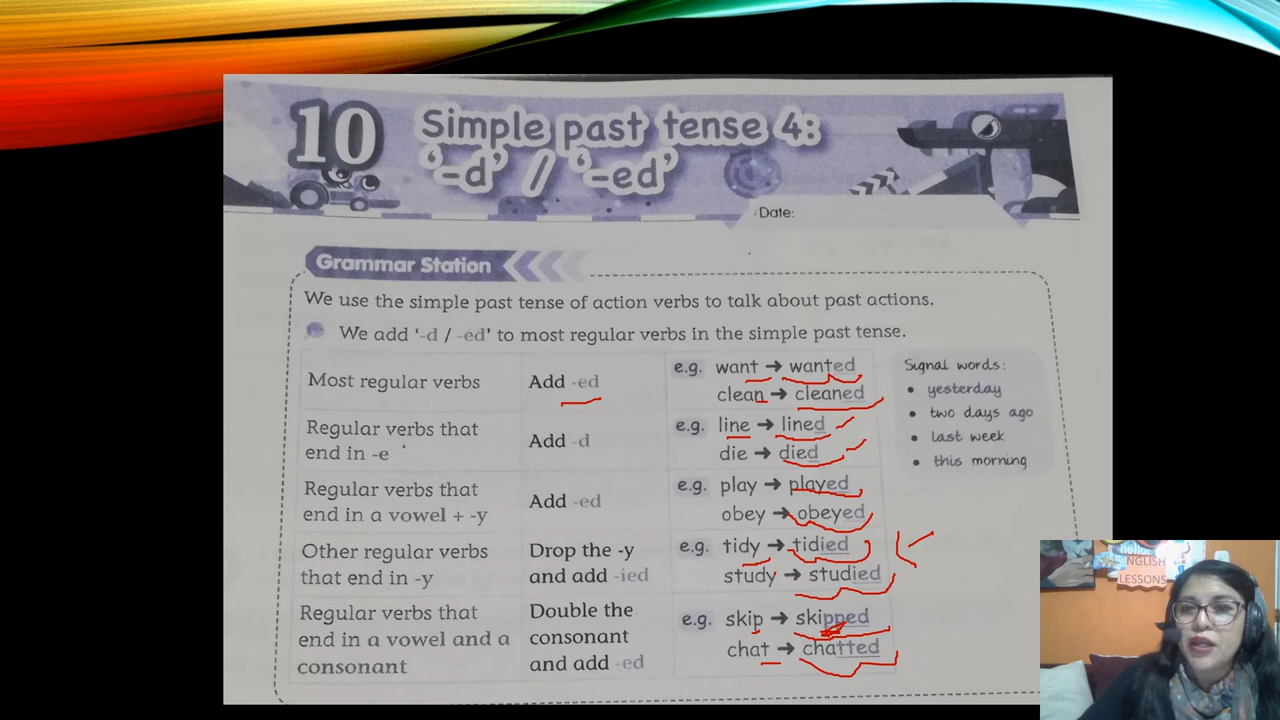 10
Simple past tense 4:
'-d' / '-ed'
Date:
Grammar Station
We use the simple past tense of action verbs to talk about past actions.
We add '-d / -ed' to most regular verbs in the simple past tense.
Most regular verbs
Add -ed
e.g. want → wanted
clean → cleaned
Regular verbs that
end in -e
Add -d
e.g. line → lined
die → died
Regular verbs that
end in a vowel + -y
Add -ed
e.g. play → played
obey → obeyed
Other regular verbs
that end in -y
Drop the -y
and add -ied
e.g. tidy → tidied
study → studied
Regular verbs that
end in a vowel and a
consonant
Double the
consonant
and add -ed
e.g. skip → skipped
chat → chatted
Signal words:
• yesterday
• two days ago
• last week
• this morning
NGLISH
LESSONS